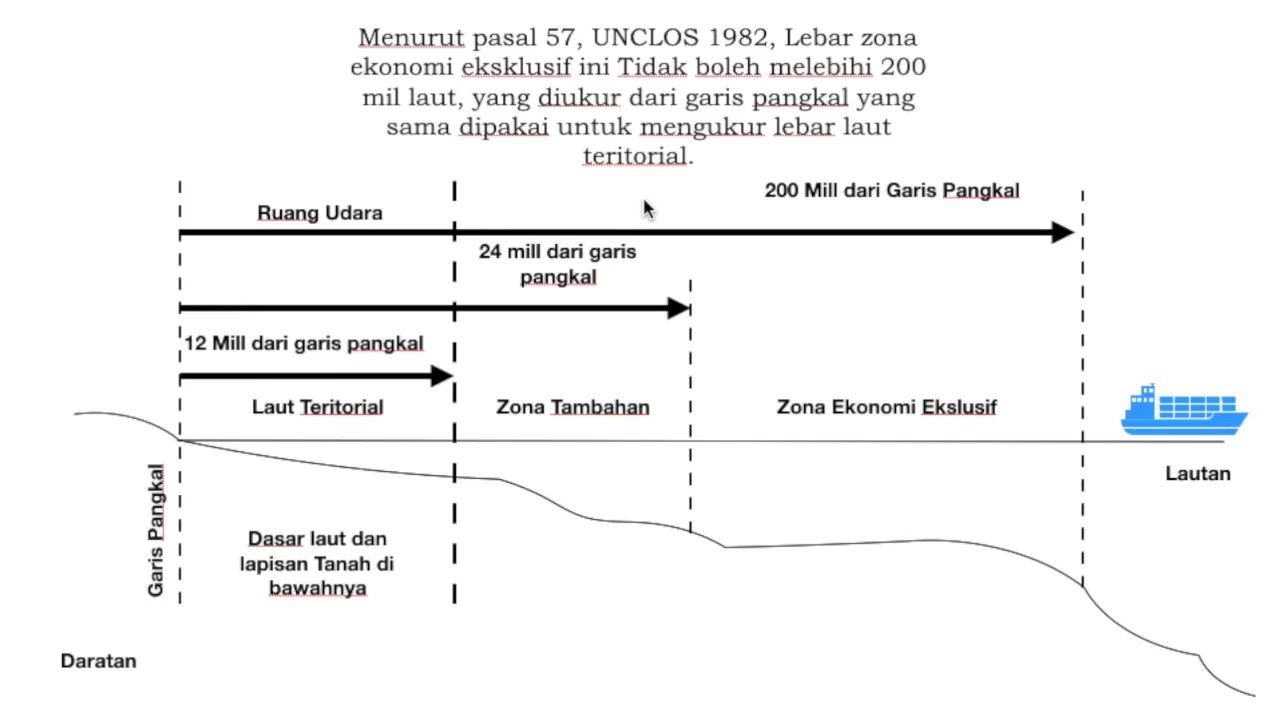 Menurut pasal 57, UNCLOS 1982, Lebar zona
ekonomi eksklusif ini Tidak boleh melebihi 200
mil laut, yang diukur dari garis pangkal yang
sama dipakai untuk mengukur lebar laut
teritorial.
200 Mill dari Garis Pangkal
Ruang Udara
24 mill dari garis
pangkal
12 Mill dari garis pangkal
Laut Teritorial
Zona Tambahan
Zona Ekonomi Ekslusif
Lautan
Garis Pangkal
Dasar laut dan
lapisan Tanah di
bawahnya
Daratan